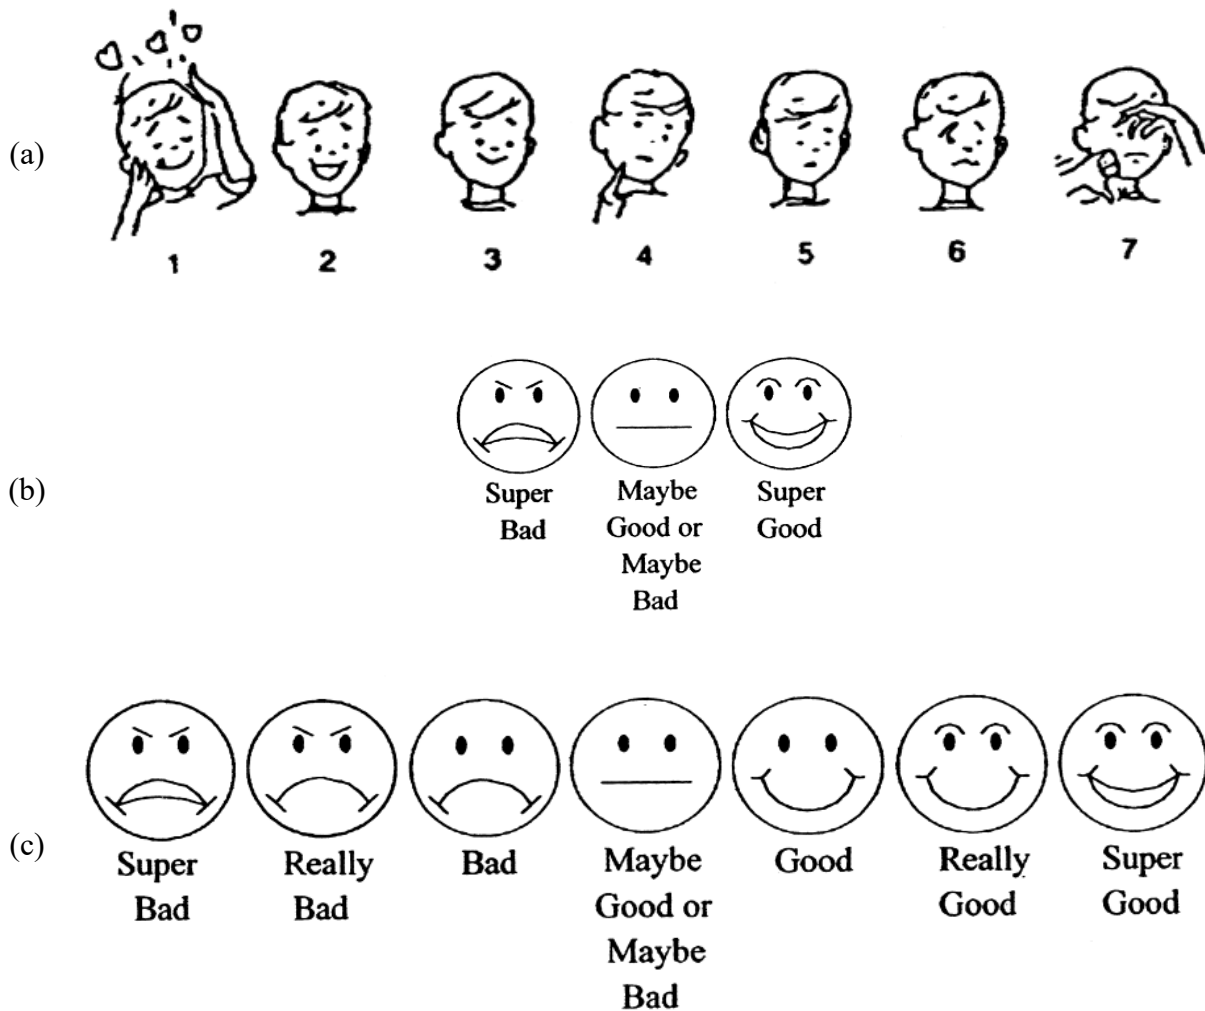 (a)
1 2 3 4 5 6 7
(b)
Super Maybe Super
Bad Good or Good
Maybe
Bad
(c)
Super Really Bad Maybe Good Really Super
Bad Bad Good or Good Good
Maybe
Bad